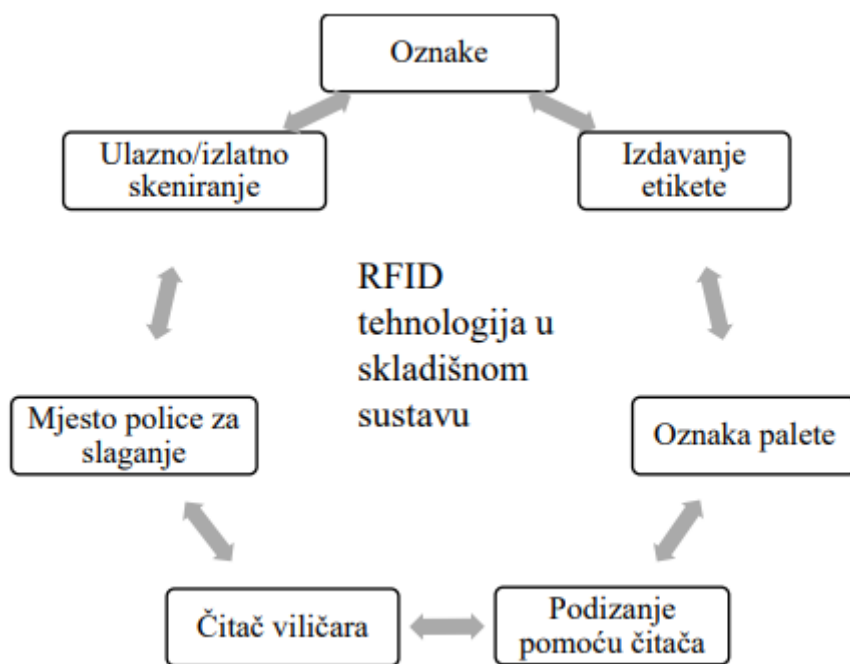 Oznake
Ulazno/izlatno
skeniranje
Izdavanje
etikete
RFID
tehnologija u
skladišnom
sustavu
Mjesto police za
slaganje
Oznaka palete
Čitač viličara
Podizanje
pomoću čitača